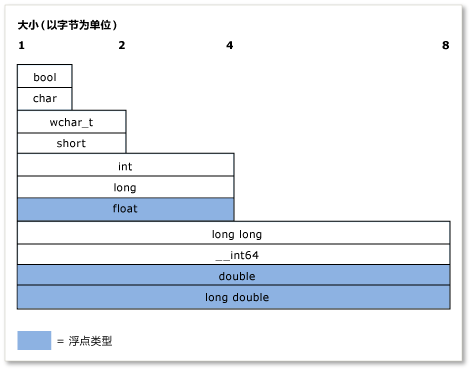 大小 (以字节为单位)
1 2 4 8
bool
char
wchar_t
short
int
long
float
long long
__int64
double
long double
= 浮点类型